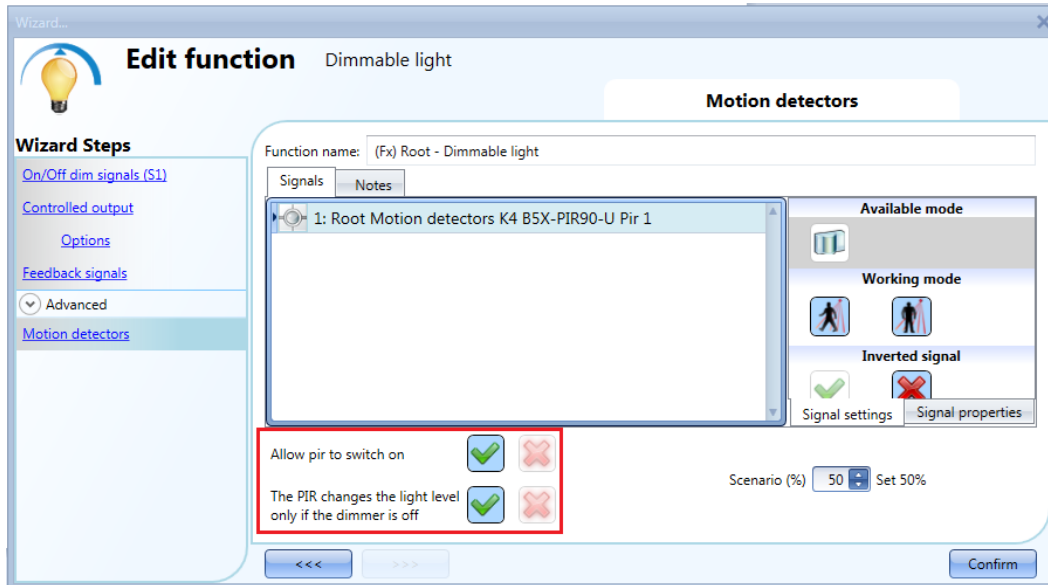 Wizard...
Edit function Dimmable light
Motion detectors
Wizard Steps
On/Off dim signals (S1)
Controlled output
Options
Feedback signals
Advanced
Motion detectors
Function name: (Fx) Root - Dimmable light
Signals Notes
1: Root Motion detectors K4 B5X-PIR90-U Pir 1
Available mode
Working mode
Inverted signal
Signal settings Signal properties
Allow pir to switch on
The PIR changes the light level
only if the dimmer is off
Scenario (%) 50 Set 50%
<<< >>> Confirm